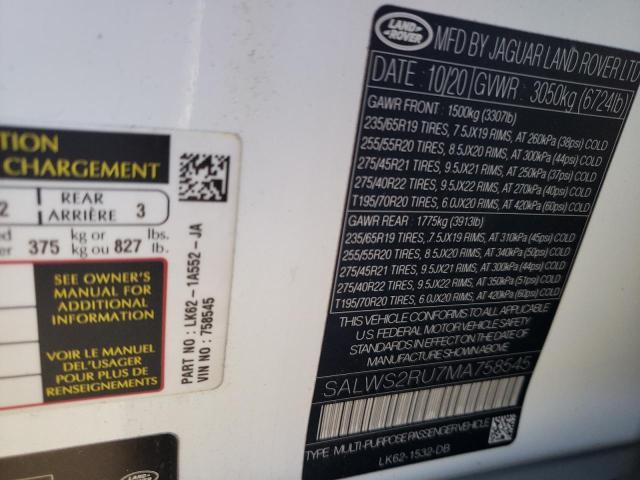 TION
CHARGEMENT
2 REAR ARRIÈRE 3
375 kg or kg ou 827 lbs. lb.
SEE OWNER'S
MANUAL FOR
ADDITIONAL
INFORMATION
VOIR LE MANUEL
DE L'USAGER
POUR PLUS DE
RENSEIGNEMENTS
PART NO : LK62-1A552-JA
VIN NO : 758545
LAND ROVER
MFD BY JAGUAR LAND ROVER LTD
DATE: 10/20 GVWR: 3050kg (6724lb)
GAWR FRONT: 1500kg (3307lb)
235/65R19 TIRES, 7.5JX19 RIMS, AT 260kPa (38psi) COLD
255/55R20 TIRES, 8.5JX20 RIMS, AT 300kPa (44psi) COLD
275/45R21 TIRES, 9.5JX21 RIMS, AT 250kPa (37psi) COLD
275/40R22 TIRES, 9.5JX22 RIMS, AT 270kPa (40psi) COLD
T195/70R20 TIRES, 6.0JX20 RIMS, AT 420kPa (60psi) COLD
GAWR REAR: 1775kg (3913lb)
235/65R19 TIRES, 7.5JX19 RIMS, AT 310kPa (45psi) COLD
255/55R20 TIRES, 8.5JX20 RIMS, AT 340kPa (50psi) COLD
275/45R21 TIRES, 9.5JX21 RIMS, AT 300kPa (44psi) COLD
275/40R22 TIRES, 9.5JX22 RIMS, AT 350kPa (51psi) COLD
T195/70R20 TIRES, 6.0JX20 RIMS, AT 420kPa (60psi) COLD
THIS VEHICLE CONFORMS TO ALL APPLICABLE
U.S. FEDERAL MOTOR VEHICLE SAFETY
STANDARDS IN EFFECT ON THE DATE OF
MANUFACTURE SHOWN ABOVE
SALWS2RU7MA758545
TYPE: MULTI-PURPOSE PASSENGER VEHICLE
LK62-1532-DB